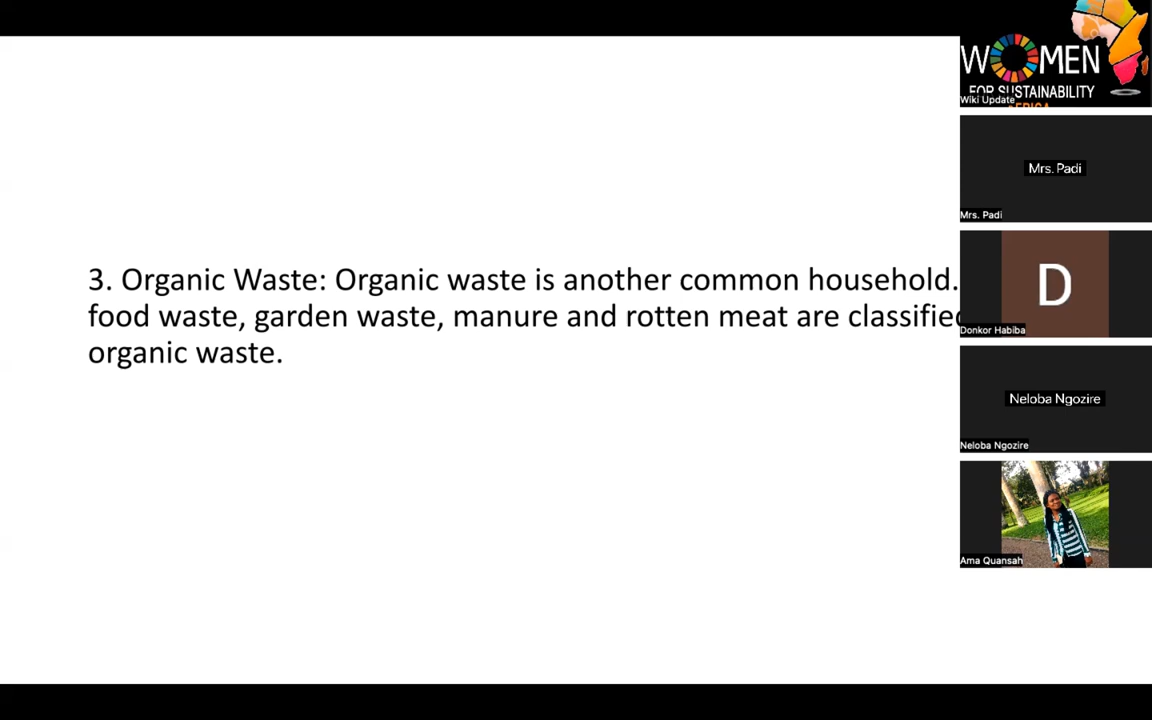 3. Organic Waste: Organic waste is another common household.
food waste, garden waste, manure and rotten meat are classified
organic waste.
WOMEN
FOR SUSTAINABILITY
AFRICA
Wiki Update
Mrs. Padi
Mrs. Padi
D
Donkor Habiba
Neloba Ngozire
Neloba Ngozire
Ama Quansah